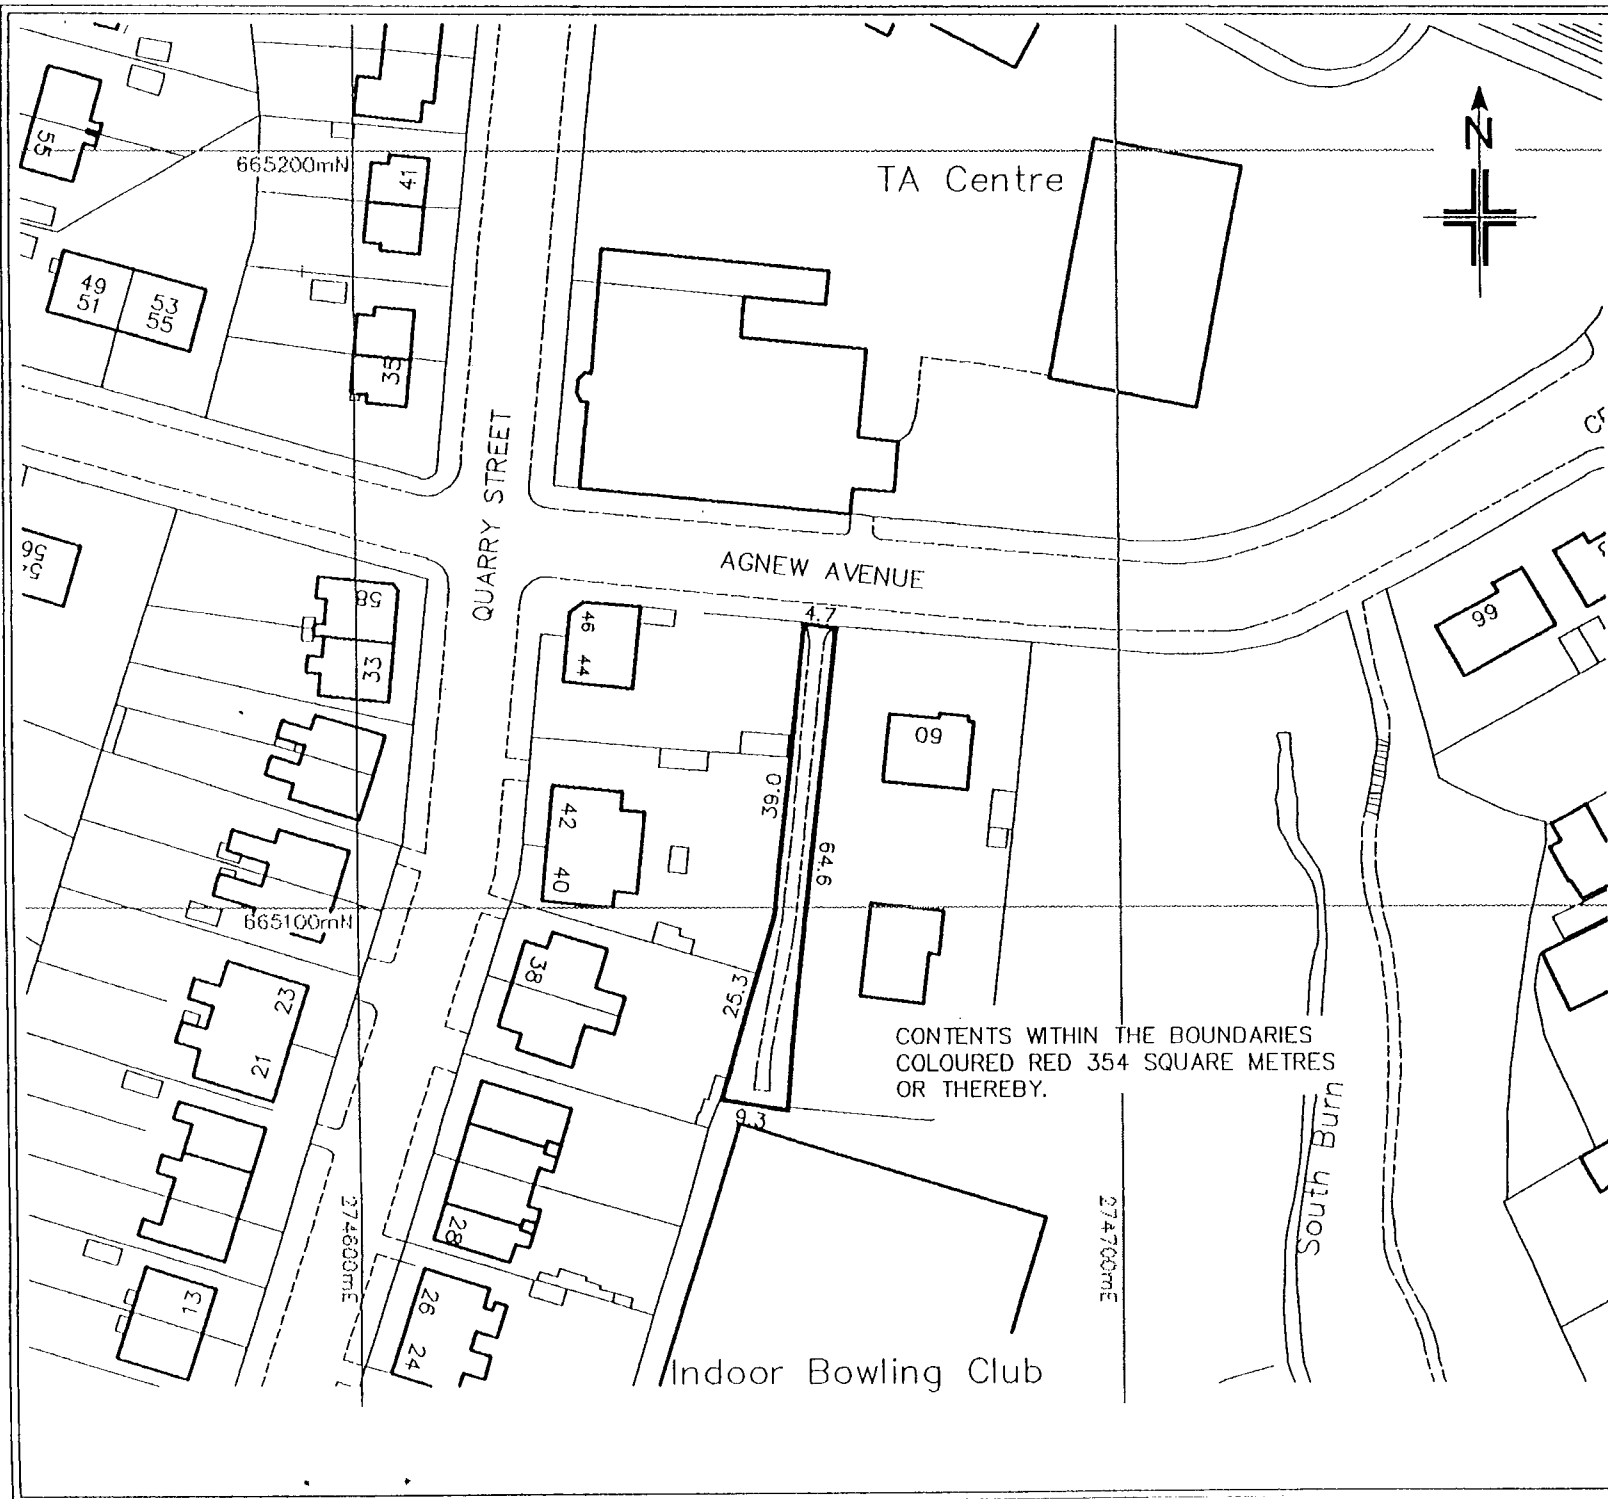 55
665200mN
41
TA Centre
N
49
51
53
55
35
QUARRY STREET
AGNEW AVENUE
56
58
33
46
44
4.7
60
99
39.0
64.6
42
40
665100mN
38
25.3
23
21
CONTENTS WITHIN THE BOUNDARIES
COLOURED RED 354 SQUARE METRES
OR THEREBY.
9.3
South Burn
28
274600mE
274700mE
13
26
24
Indoor Bowling Club